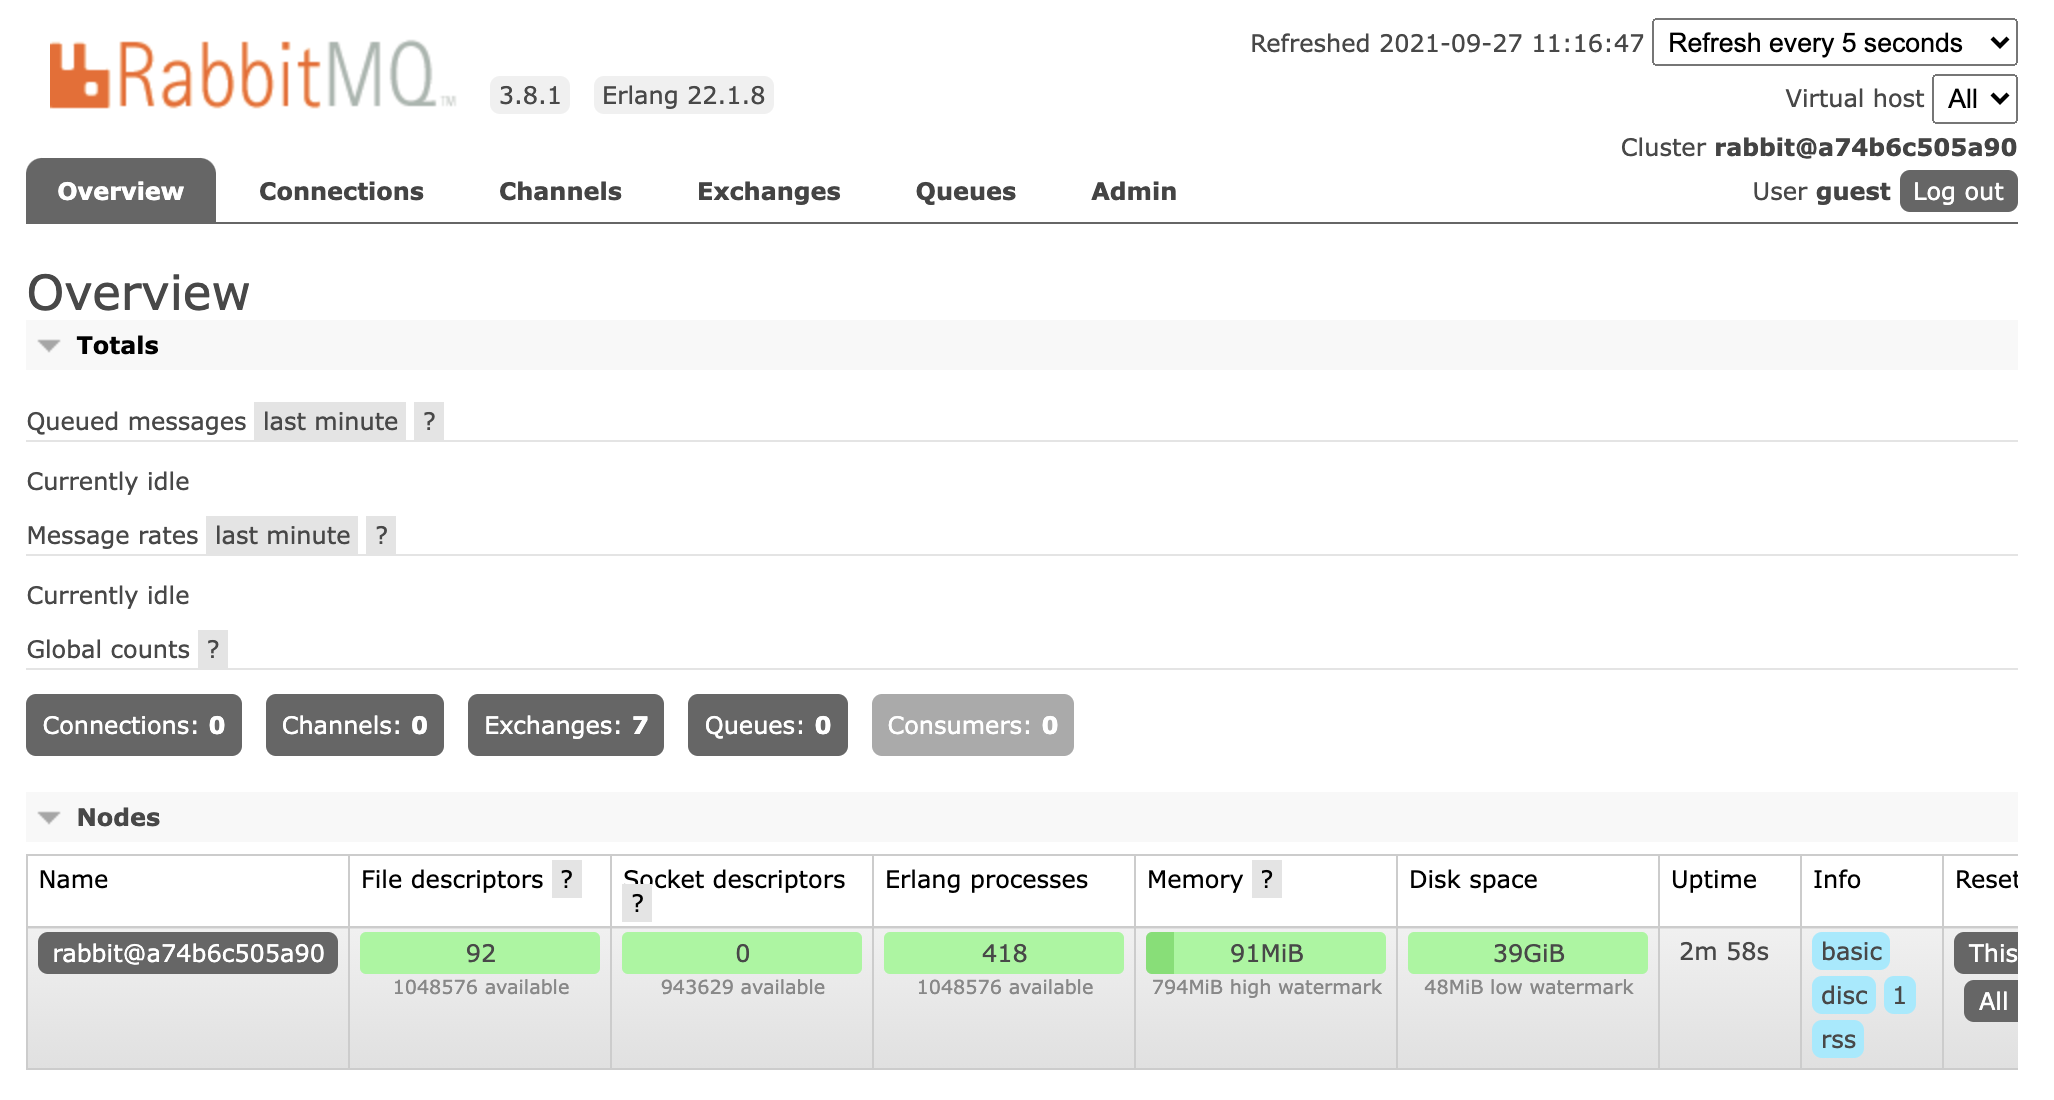 RabbitMQ™ 3.8.1 Erlang 22.1.8
Refreshed 2021-09-27 11:16:47 Refresh every 5 seconds
Virtual host All
Cluster rabbit@a74b6c505a90
User guest Log out
Overview Connections Channels Exchanges Queues Admin
Overview
Totals
Queued messages last minute ?
Currently idle
Message rates last minute ?
Currently idle
Global counts ?
Connections: 0 Channels: 0 Exchanges: 7 Queues: 0 Consumers: 0
Nodes
Name File descriptors ? Socket descriptors ? Erlang processes Memory ? Disk space Uptime Info Reset
rabbit@a74b6c505a90 92 0 418 91MiB 39GiB 2m 58s basic This
1048576 available 943629 available 1048576 available 794MiB high watermark 48MiB low watermark disc 1 All
rss